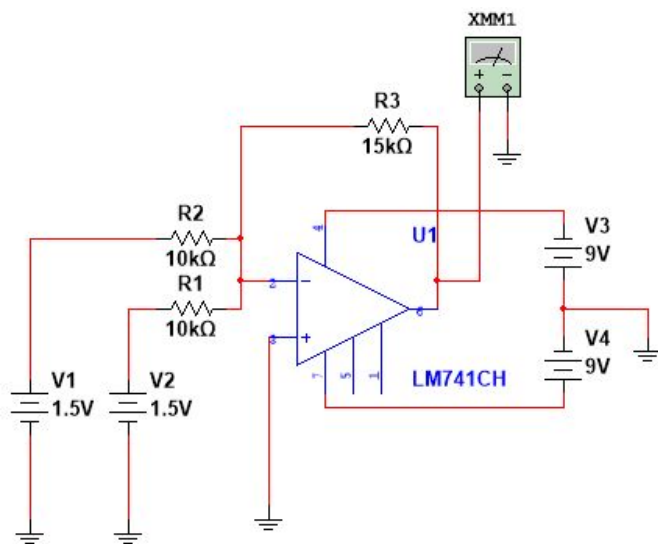 XMM1
+ −
R3
15kΩ
R2
10kΩ
R1
10kΩ
4
U1
2
−
6
3
+
7
5
1
LM741CH
V3
9V
V4
9V
V1
1.5V
V2
1.5V